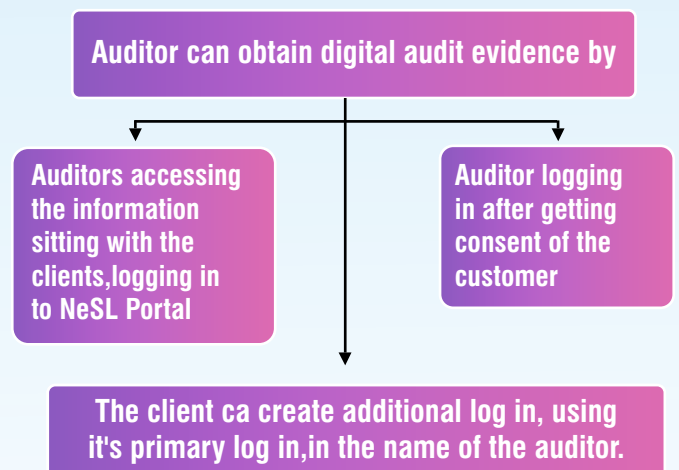 Auditor can obtain digital audit evidence by
Auditors accessing
the information
sitting with the
clients,logging in
to NeSL Portal
Auditor logging
in after getting
consent of the
customer
The client ca create additional log in, using
it's primary log in,in the name of the auditor.